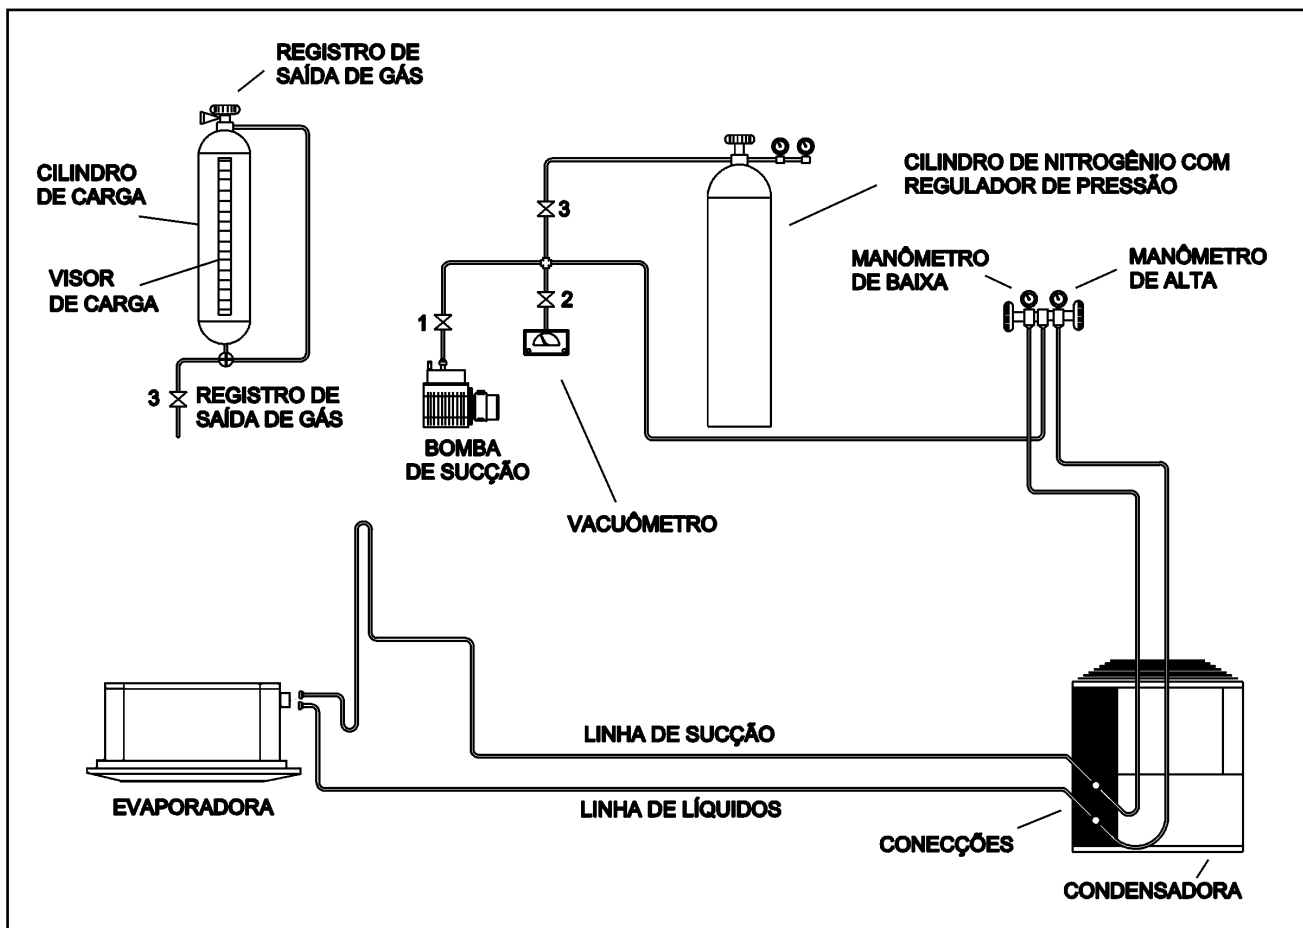 REGISTRO DE
SAÍDA DE GÁS
CILINDRO
DE CARGA
VISOR
DE CARGA
3
REGISTRO DE
SAÍDA DE GÁS
3
2
1
BOMBA
DE SUCÇÃO
VACUÔMETRO
CILINDRO DE NITROGÊNIO COM
REGULADOR DE PRESSÃO
MANÔMETRO
DE BAIXA
MANÔMETRO
DE ALTA
EVAPORADORA
LINHA DE SUCÇÃO
LINHA DE LÍQUIDOS
CONECÇÕES
CONDENSADORA